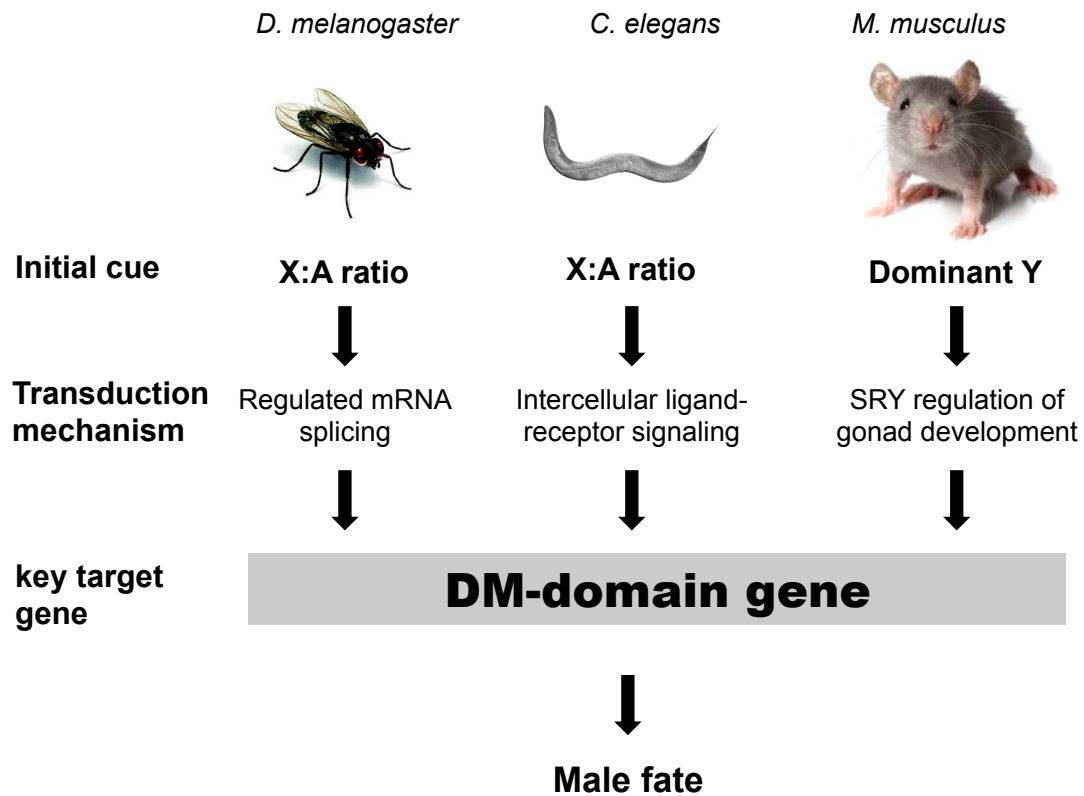 D. melanogaster
C. elegans
M. musculus
Initial cue
X:A ratio
X:A ratio
Dominant Y
Transduction
mechanism
Regulated mRNA
splicing
Intercellular ligand-
receptor signaling
SRY regulation of
gonad development
key target
gene
DM-domain gene
Male fate